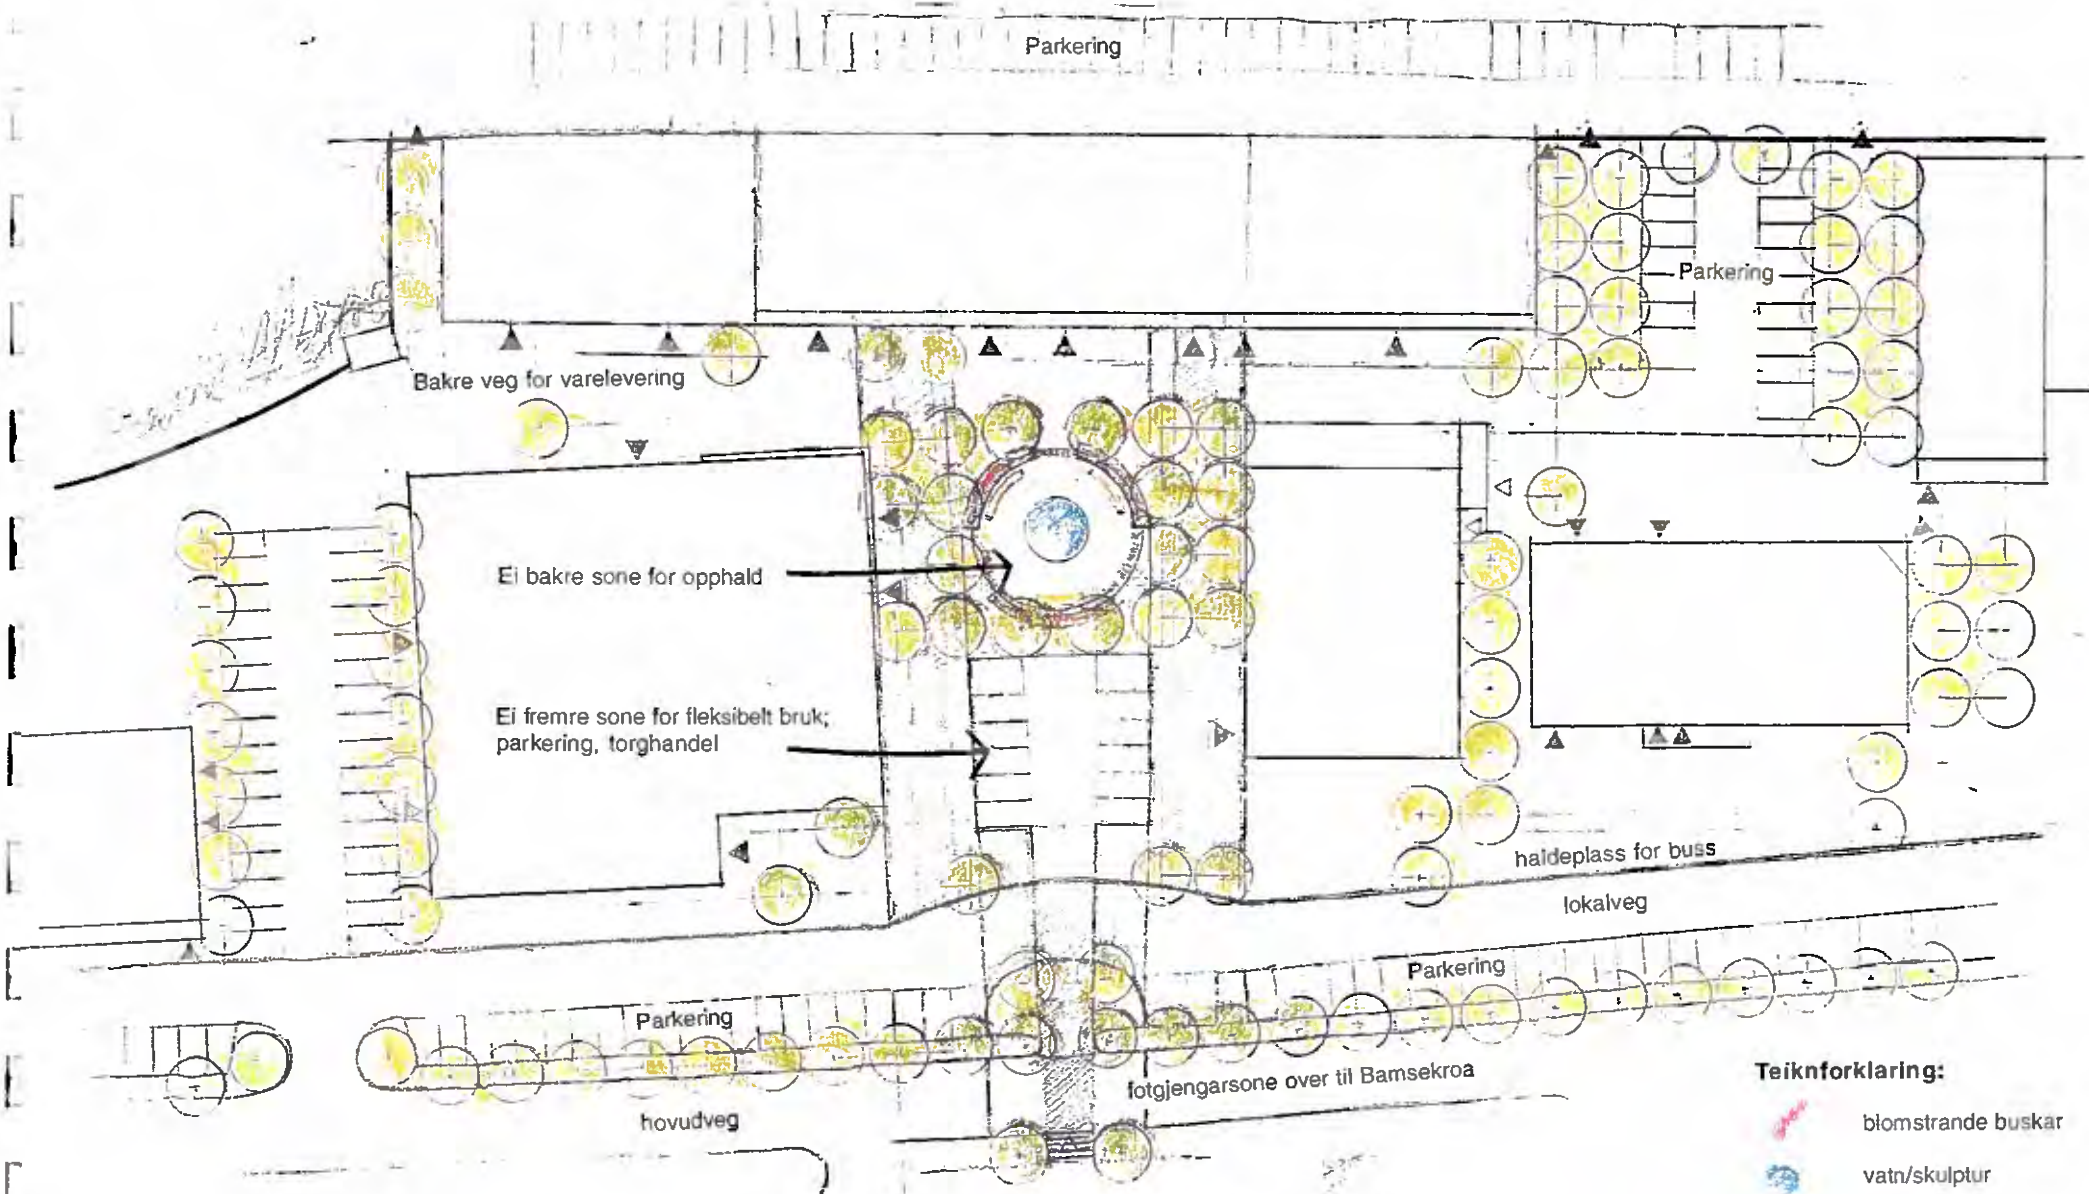 Parkering
Parkering
Bakre veg for varelevering
Ei bakre sone for opphald
Ei fremre sone for fleksibelt bruk;
parkering, torghandel
haldeplass for buss
lokalveg
Parkering
Parkering
fotgjengarsone over til Bamsekroa
hovudveg
Teiknforklaring:
blomstrande buskar
vatn/skulptur